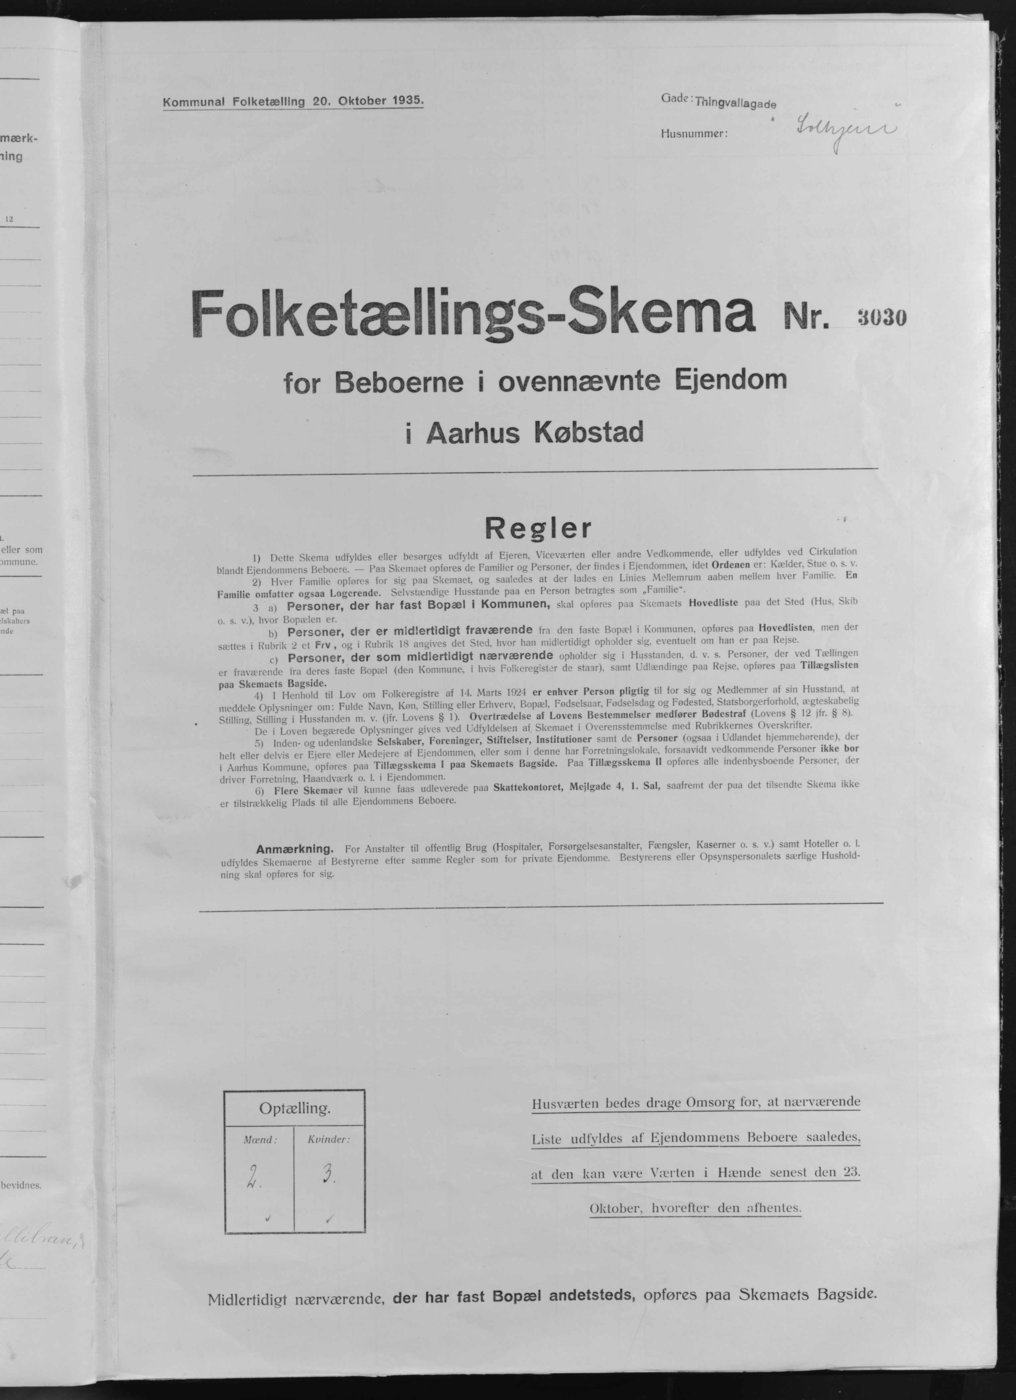 mærk-
ning
12
eller som
ommune.
æl paa
elskabers
nde
bevidnes.
Kommunal Folketælling 20. Oktober 1935.
Gade: Thingvallagade
Husnummer: "Solhjem"
Folketællings-Skema Nr. 3030
for Beboerne i ovennævnte Ejendom
i Aarhus Købstad
Regler
1) Dette Skema udfyldes eller besørges udfyldt af Ejeren, Viceværten eller andre Vedkommende, eller udfyldes ved Cirkulation
blandt Ejendommens Beboere. — Paa Skemaet opføres de Familier og Personer, der findes i Ejendommen, idet Ordenen er: Kælder, Stue o. s. v.
2) Hver Familie opføres for sig paa Skemaet, og saaledes at der lades en Linies Mellemrum aaben mellem hver Familie. En
Familie omfatter ogsaa Logerende. Selvstændige Husstande paa en Person betragtes som „Familie“.
3 a) Personer, der har fast Bopæl i Kommunen, skal opføres paa Skemaets Hovedliste paa det Sted (Hus, Skib
o. s. v.), hvor Bopælen er.
b) Personer, der er midlertidigt fraværende fra den faste Bopæl i Kommunen, opføres paa Hovedlisten, men der
sættes i Rubrik 2 et Frv., og i Rubrik 18 angives det Sted, hvor han midlertidigt opholder sig, eventuelt om han er paa Rejse.
c) Personer, der som midlertidigt nærværende opholder sig i Husstanden, d. v. s. Personer, der ved Tællingen
er fraværende fra deres faste Bopæl (den Kommune, i hvis Folkeregister de staar), samt Udlændinge paa Rejse, opføres paa Tillægslisten
paa Skemaets Bagside.
4) I Henhold til Lov om Folkeregistre af 14. Marts 1924 er enhver Person pligtig til for sig og Medlemmer af sin Husstand, at
meddele Oplysninger om: Fulde Navn, Køn, Stilling eller Erhverv, Bopæl, Fødselsaar, Fødselsdag og Fødested, Statsborgerforhold, ægteskabelig
Stilling, Stilling i Husstanden m. v. (jfr. Lovens § 1). Overtrædelse af Lovens Bestemmelser medfører Bødestraf (Lovens § 12 jfr. § 8).
De i Loven begærede Oplysninger gives ved Udfyldelsen af Skemaet i Overensstemmelse med Rubrikkernes Overskrifter.
5) Inden- og udenlandske Selskaber, Foreninger, Stiftelser, Institutioner samt de Personer (ogsaa i Udlandet hjemmehørende), der
helt eller delvis er Ejere eller Medejere af Ejendommen, eller som i denne har Forretningslokale, forsaavidt vedkommende Personer ikke bor
i Aarhus Kommune, opføres paa Tillægsskema I paa Skemaets Bagside. Paa Tillægsskema II opføres alle indenbysboende Personer, der
driver Forretning, Haandværk o. l. i Ejendommen.
6) Flere Skemaer vil kunne faas udleverede paa Skattekontoret, Mejlgade 4, 1. Sal, saafremt der paa det tilsendte Skema ikke
er tilstrækkelig Plads til alle Ejendommens Beboere.
Anmærkning. For Anstalter til offentlig Brug (Hospitaler, Forsørgelsesanstalter, Fængsler, Kaserner o. s. v.) samt Hoteller o. l.
udfyldes Skemaerne af Bestyrerne efter samme Regler som for private Ejendomme. Bestyrerens eller Opsynspersonalets særlige Hushold-
ning skal opføres for sig.
Optælling.
Mænd: Kvinder:
2. 3.
Husværten bedes drage Omsorg for, at nærværende
Liste udfyldes af Ejendommens Beboere saaledes,
at den kan være Værten i Hænde senest den 23.
Oktober, hvorefter den afhentes.
Midlertidigt nærværende, der har fast Bopæl andetsteds, opføres paa Skemaets Bagside.